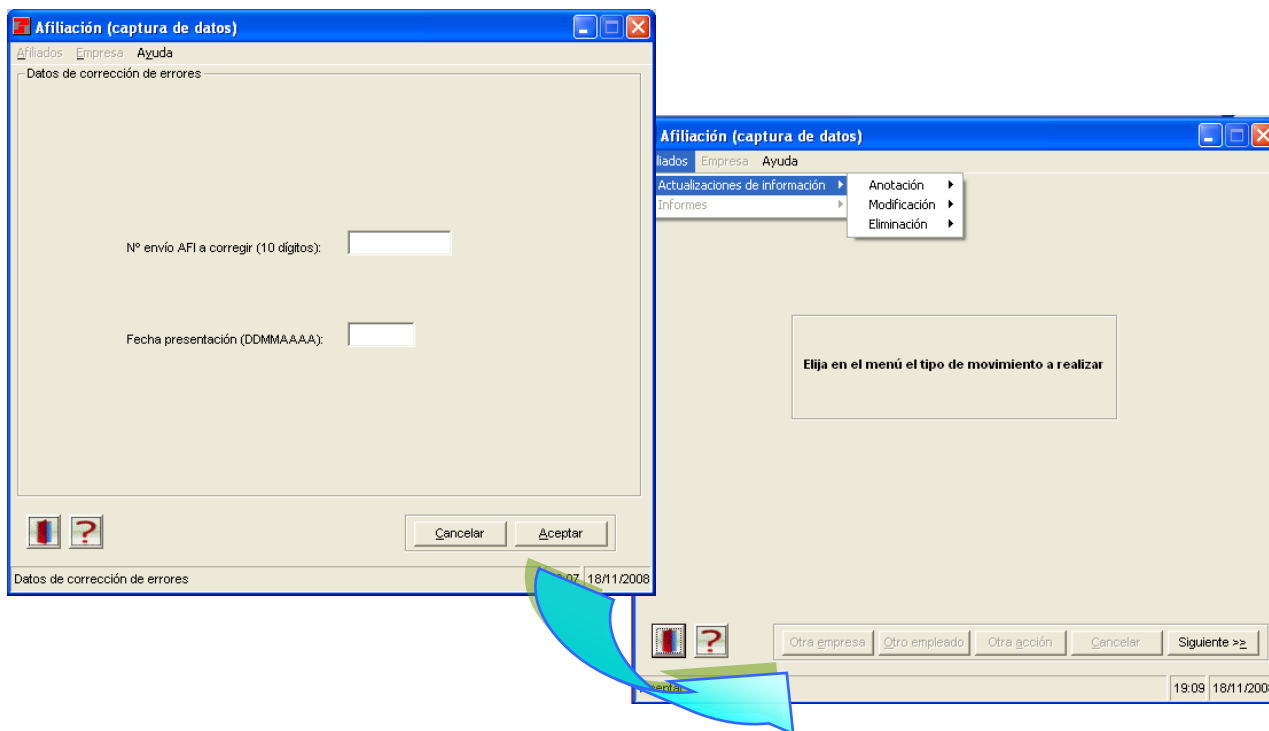 Afiliación (captura de datos)
Afiliados Empresa Ayuda
Datos de corrección de errores
Nº envío AFI a corregir (10 dígitos):
Fecha presentación (DDMMAAAA):
Cancelar Aceptar
Datos de corrección de errores 18/11/2008
Afiliación (captura de datos)
liados Empresa Ayuda
Actualizaciones de información Anotación
Informes Modificación
Eliminación
Elija en el menú el tipo de movimiento a realizar
Otra empresa Otro empleado Otra acción Cancelar Siguiente >>
19:09 18/11/200